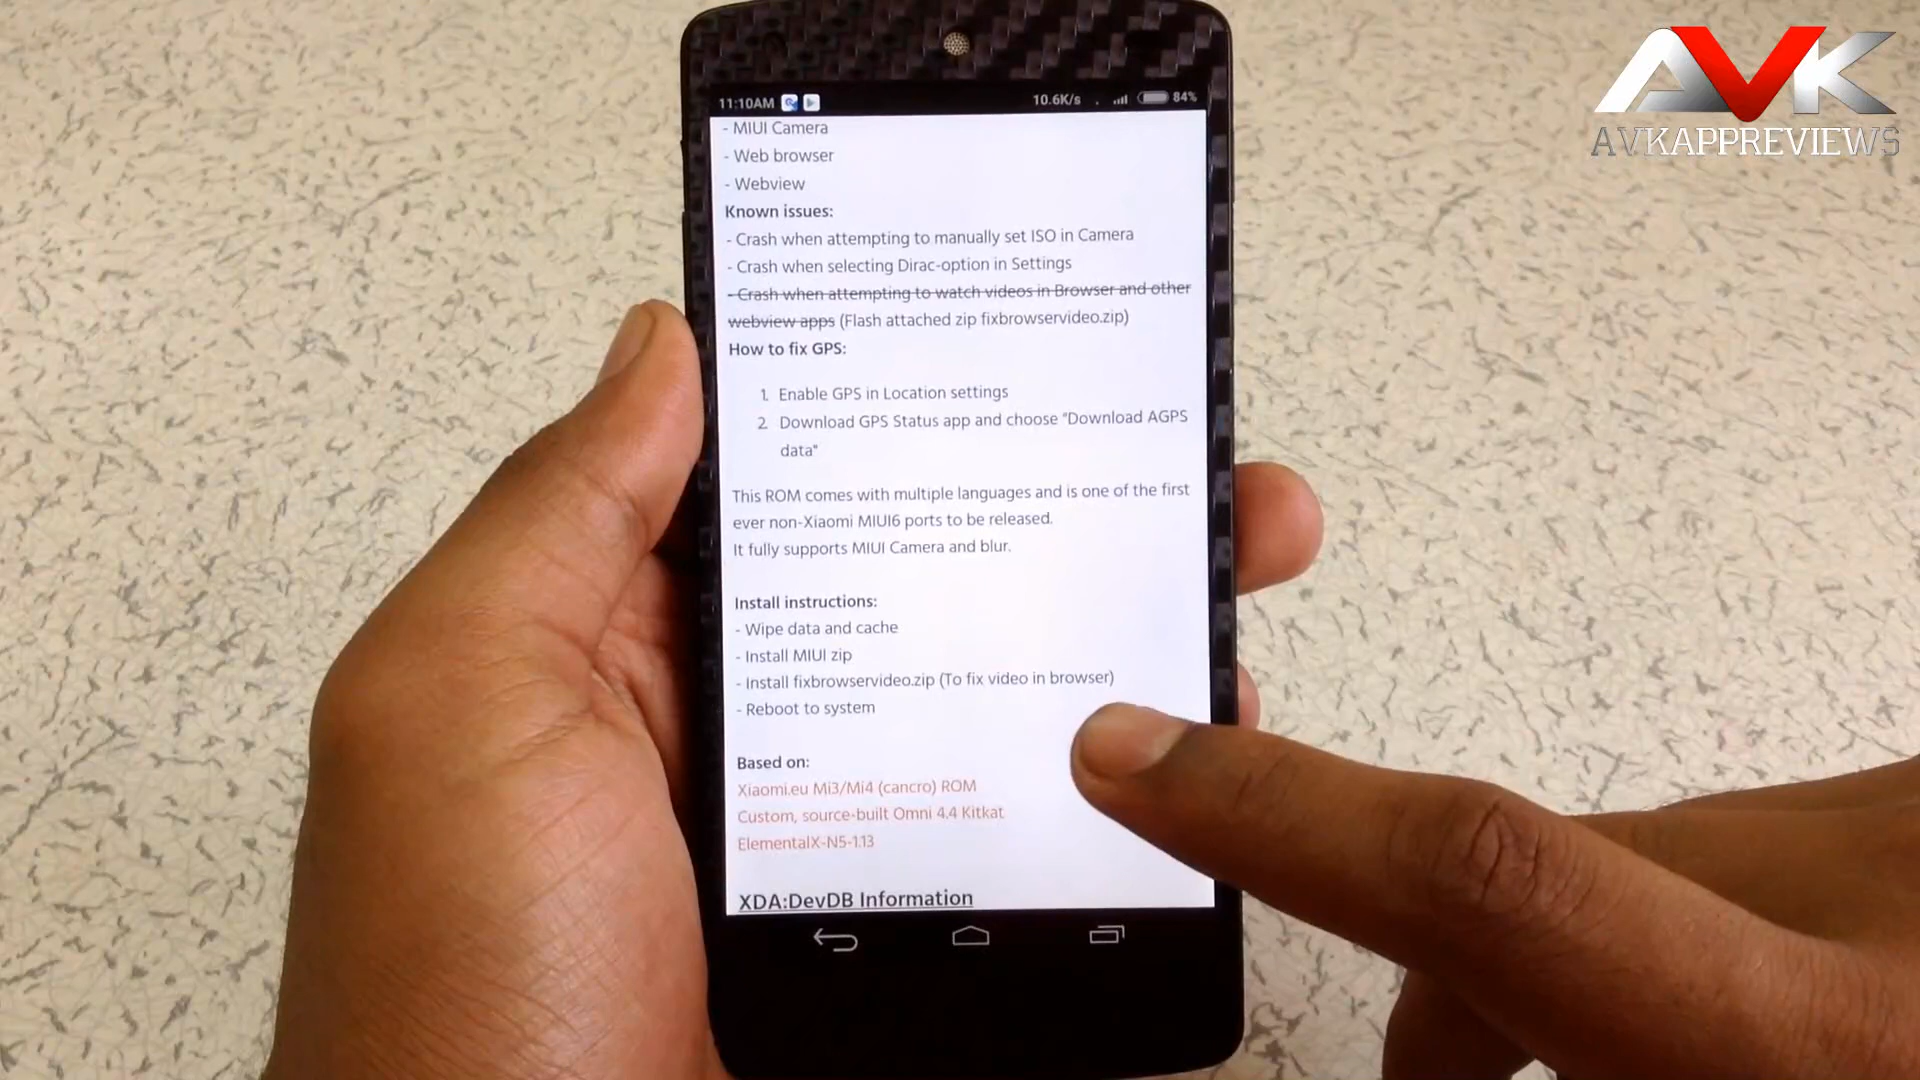 AVK
AVKAPPREVIEWS
11:10AM
10.6K/s
84%
- MIUI Camera
- Web browser
- Webview
Known issues:
- Crash when attempting to manually set ISO in Camera
- Crash when selecting Dirac-option in Settings
- Crash when attempting to watch videos in Browser and other
webview apps (Flash attached zip fixbrowservideo.zip)
How to fix GPS:
1. Enable GPS in Location settings
2. Download GPS Status app and choose "Download AGPS
data"
This ROM comes with multiple languages and is one of the first
ever non-Xiaomi MIUI6 ports to be released.
It fully supports MIUI Camera and blur.
Install instructions:
- Wipe data and cache
- Install MIUI zip
- Install fixbrowservideo.zip (To fix video in browser)
- Reboot to system
Based on:
Xiaomi.eu Mi3/Mi4 (cancro) ROM
Custom, source-built Omni 4.4 Kitkat
ElementalX-N5-1.13
XDA:DevDB Information